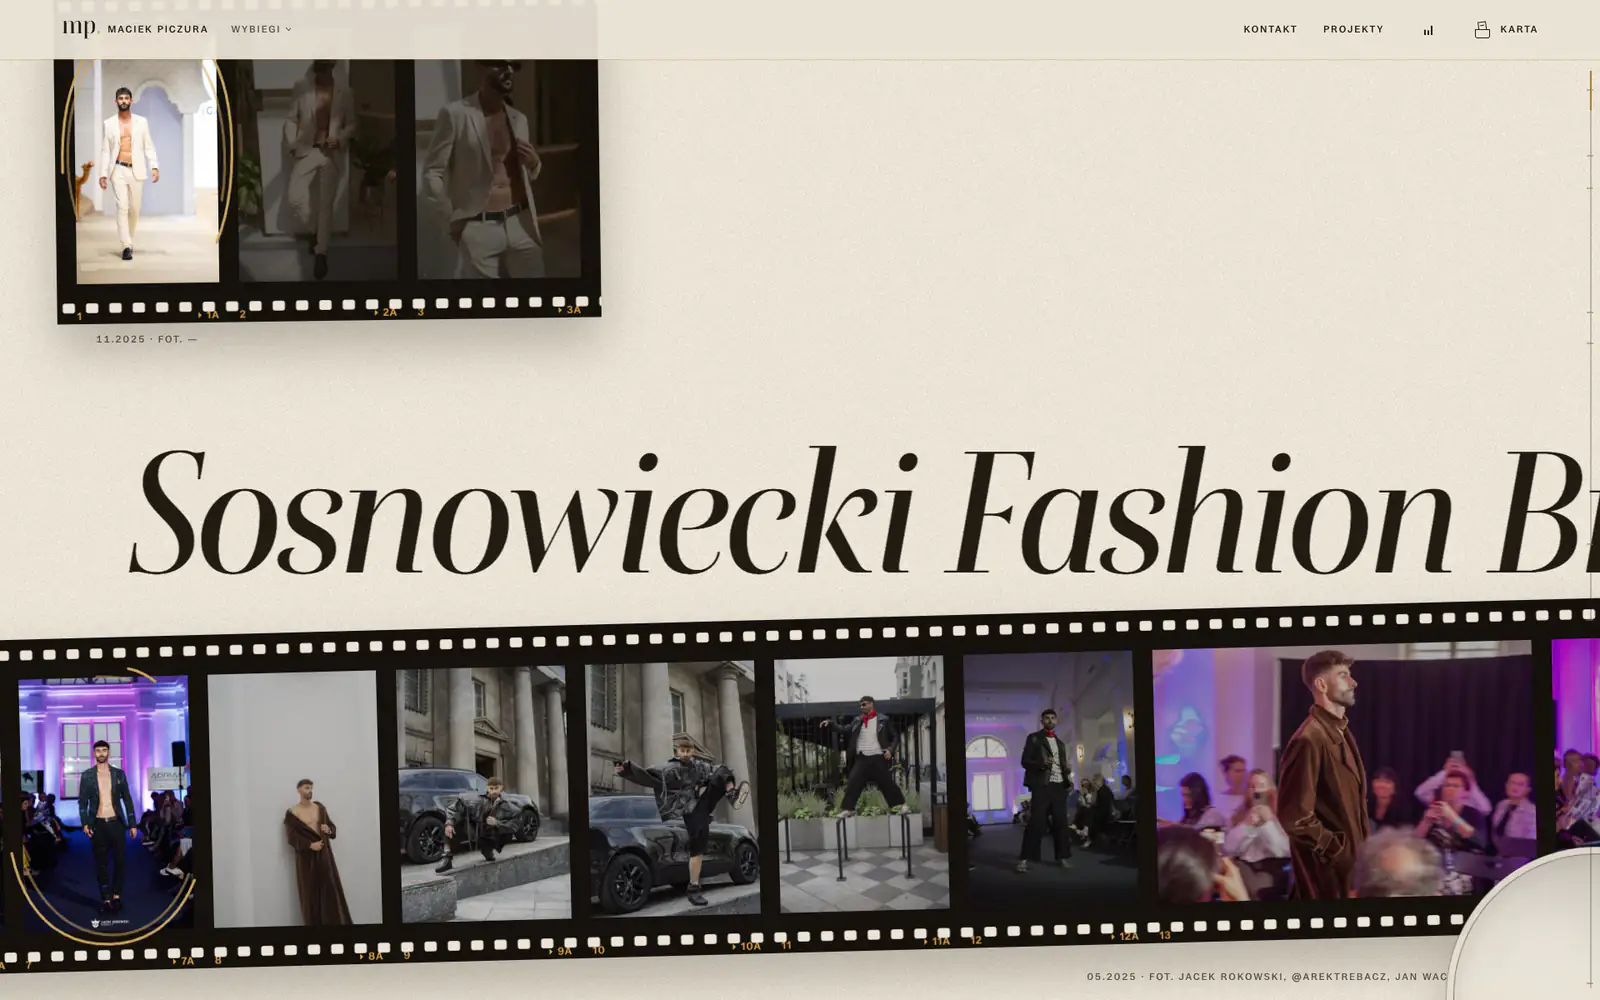 mp. MACIEK PICZURA WYBIEGI KONTAKT PROJEKTY KARTA
1 1A 2 2A 3 3A
11.2025 · FOT. —
Sosnowiecki Fashion
7 7A 8 8A 9 9A 10 10A 11 11A 12 12A 13
05.2025 · FOT. JACEK ROKOWSKI, @AREKTREBACZ, JAN